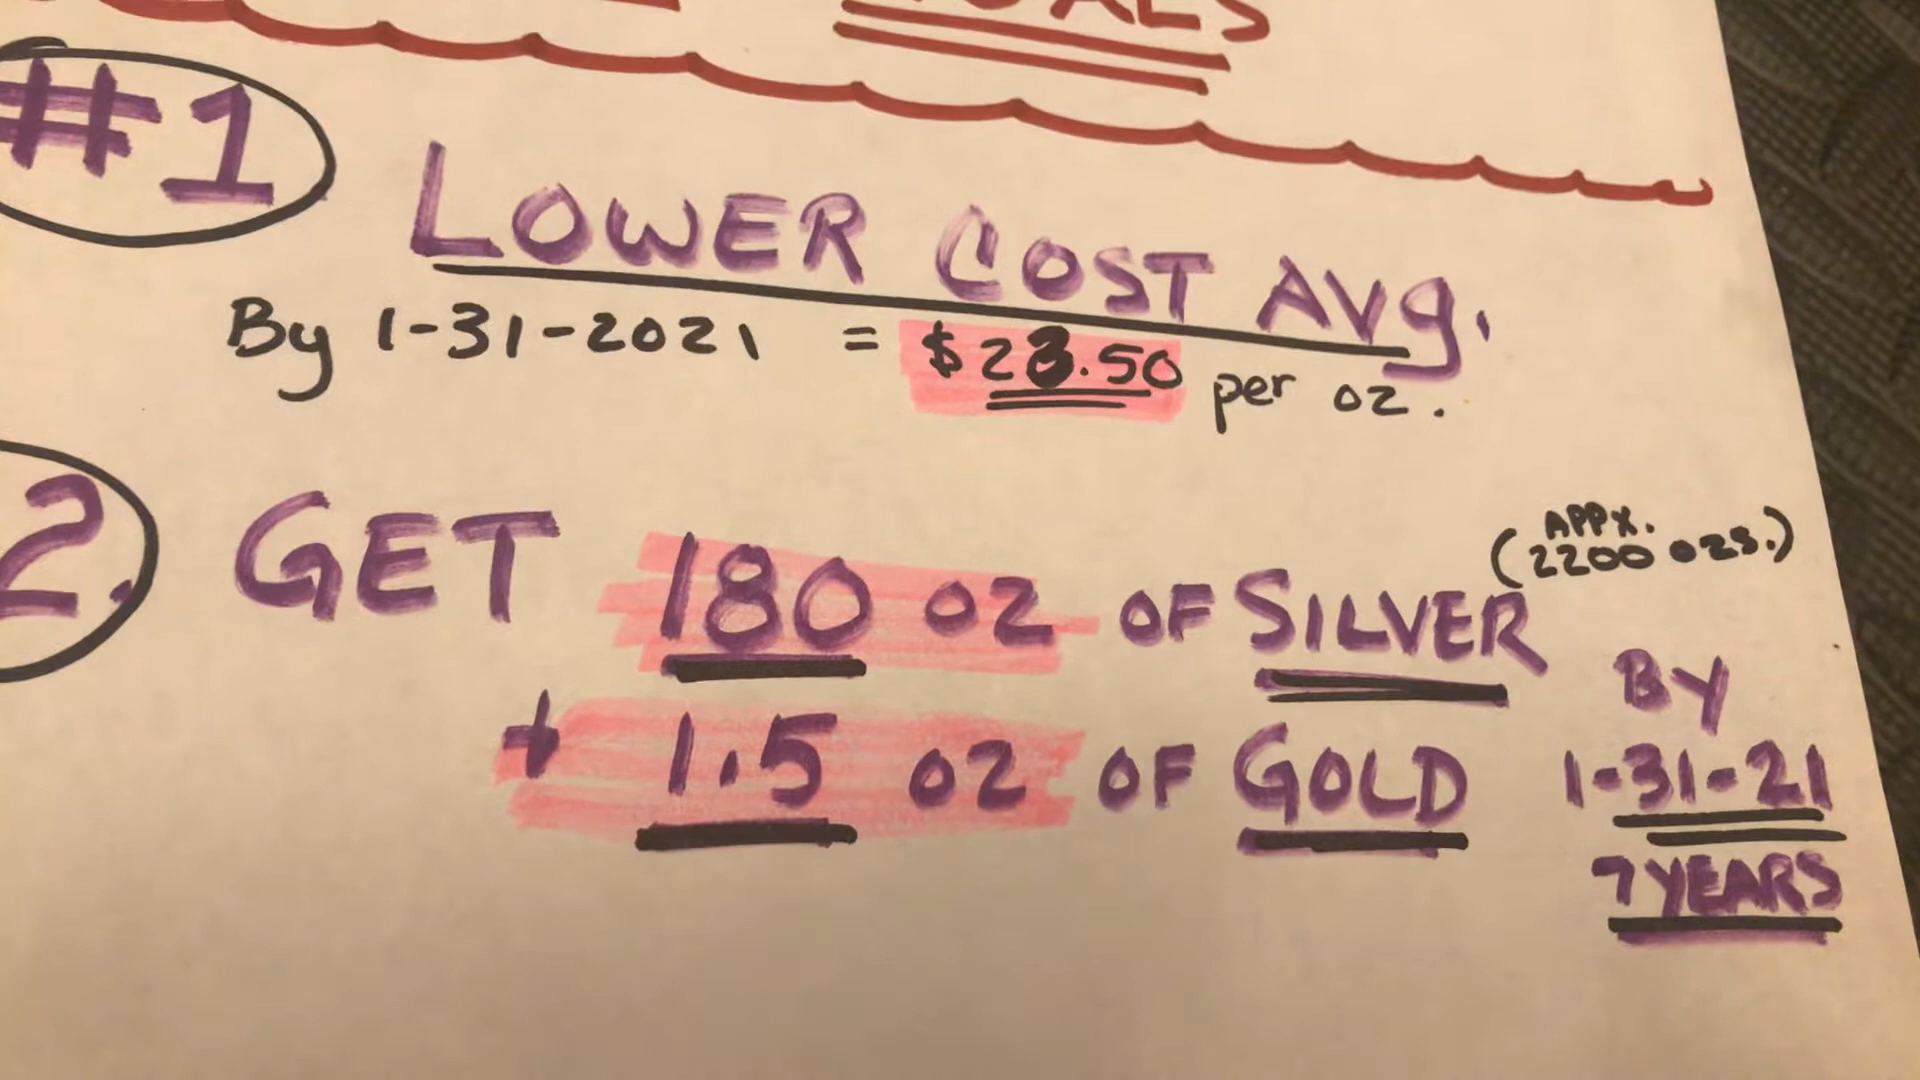 #1 LOWER COST AVg.
By 1-31-2021 = $23.50 per oz.
2. GET 180 OZ OF SILVER (APPX. 2200 OZS.)
+ 1.5 OZ OF GOLD
BY
1-31-21
7 YEARS